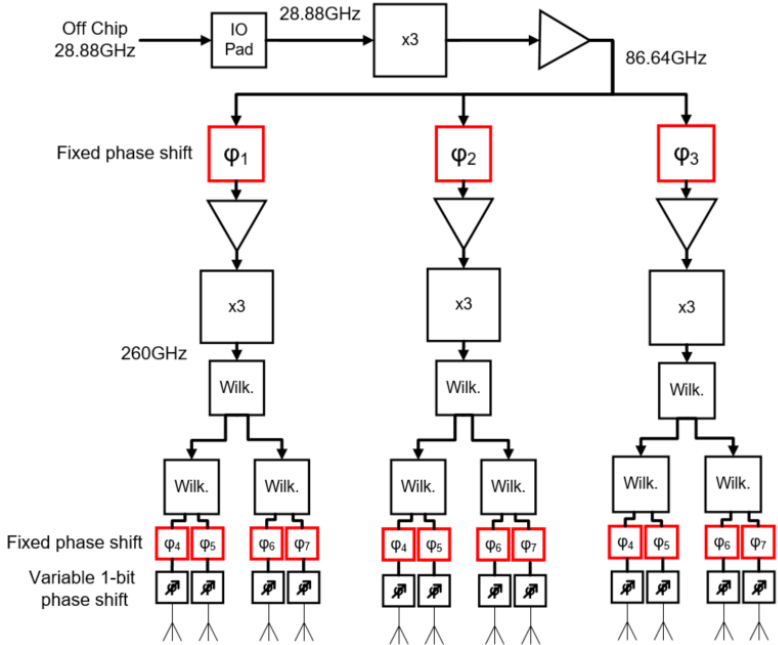 Off Chip
28.88GHz
IO
Pad
28.88GHz
x3
86.64GHz
Fixed phase shift
φ1
φ2
φ3
x3
x3
x3
260GHz
Wilk.
Wilk.
Wilk.
Wilk.
Wilk.
Wilk.
Wilk.
Wilk.
Wilk.
Fixed phase shift
φ4
φ5
φ6
φ7
φ4
φ5
φ6
φ7
φ4
φ5
φ6
φ7
Variable 1-bit
phase shift
φ
φ
φ
φ
φ
φ
φ
φ
φ
φ
φ
φ